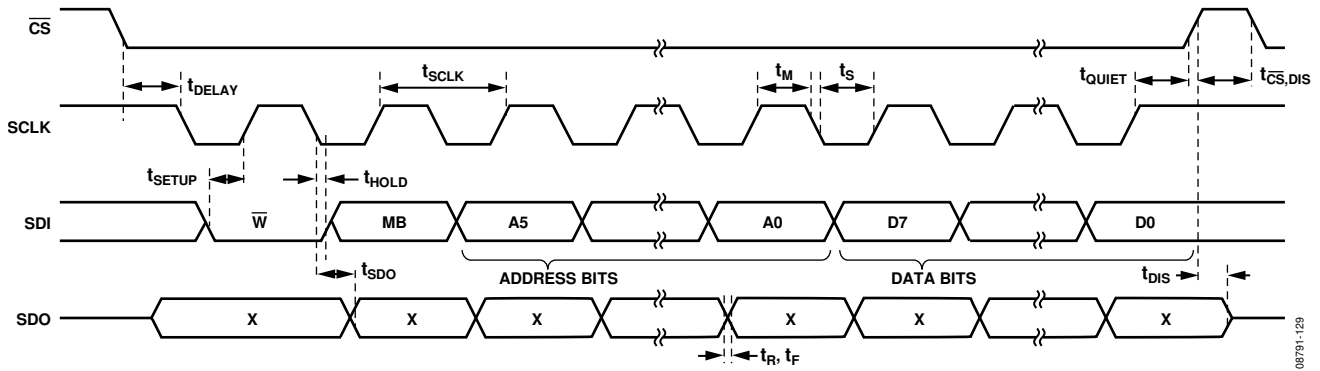 CS
tDELAY
tSCLK
tM
tS
tQUIET
tCS,DIS
SCLK
tSETUP
tHOLD
SDI
W
MB
A5
A0
D7
D0
tSDO
ADDRESS BITS
DATA BITS
tDIS
SDO
X
X
X
X
X
X
tR, tF
08791-129